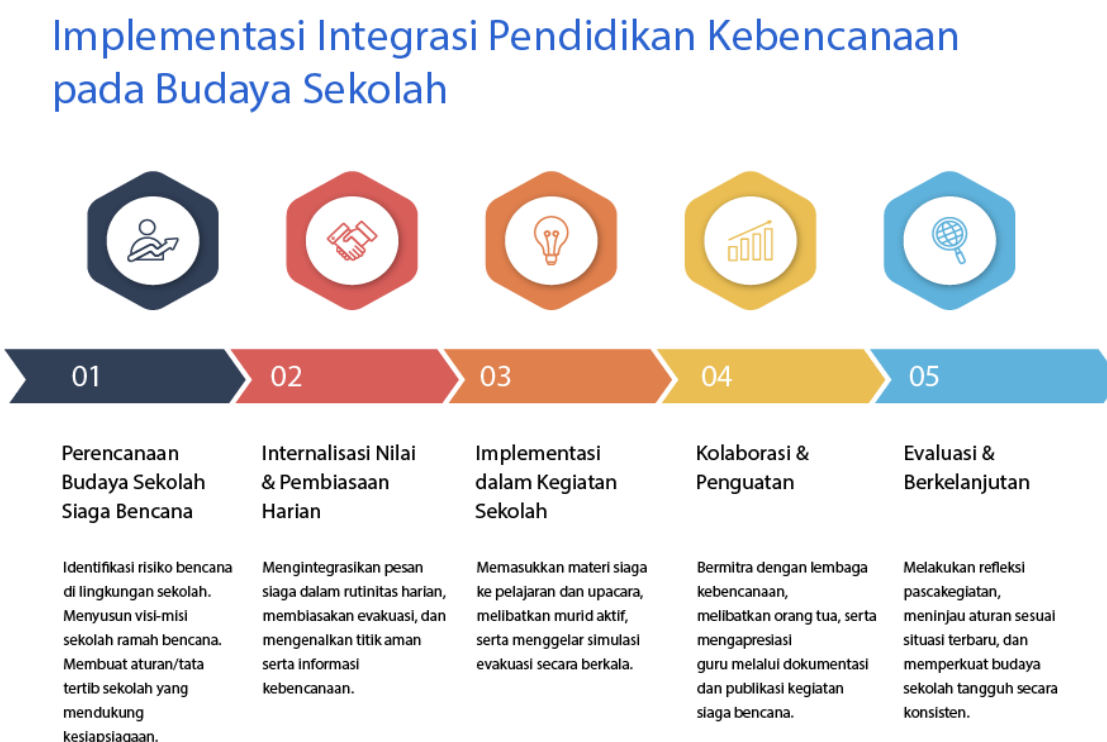 Implementasi Integrasi Pendidikan Kebencanaan
pada Budaya Sekolah
01
02
03
04
05
Perencanaan
Budaya Sekolah
Siaga Bencana
Identifikasi risiko bencana
di lingkungan sekolah.
Menyusun visi-misi
sekolah ramah bencana.
Membuat aturan/tata
tertib sekolah yang
mendukung
kesiapsiagaan.
Internalisasi Nilai
& Pembiasaan
Harian
Mengintegrasikan pesan
siaga dalam rutinitas harian,
membiasakan evakuasi, dan
mengenalkan titik aman
serta informasi
kebencanaan.
Implementasi
dalam Kegiatan
Sekolah
Memasukkan materi siaga
ke pelajaran dan upacara,
melibatkan murid aktif,
serta menggelar simulasi
evakuasi secara berkala.
Kolaborasi &
Penguatan
Bermitra dengan lembaga
kebencanaan,
melibatkan orang tua, serta
mengapresiasi
guru melalui dokumentasi
dan publikasi kegiatan
siaga bencana.
Evaluasi &
Berkelanjutan
Melakukan refleksi
pascakegiatan,
meninjau aturan sesuai
situasi terbaru, dan
memperkuat budaya
sekolah tangguh secara
konsisten.